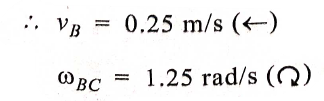 ∴ v_B = 0.25 m/s (←)
ω_BC = 1.25 rad/s (↻)